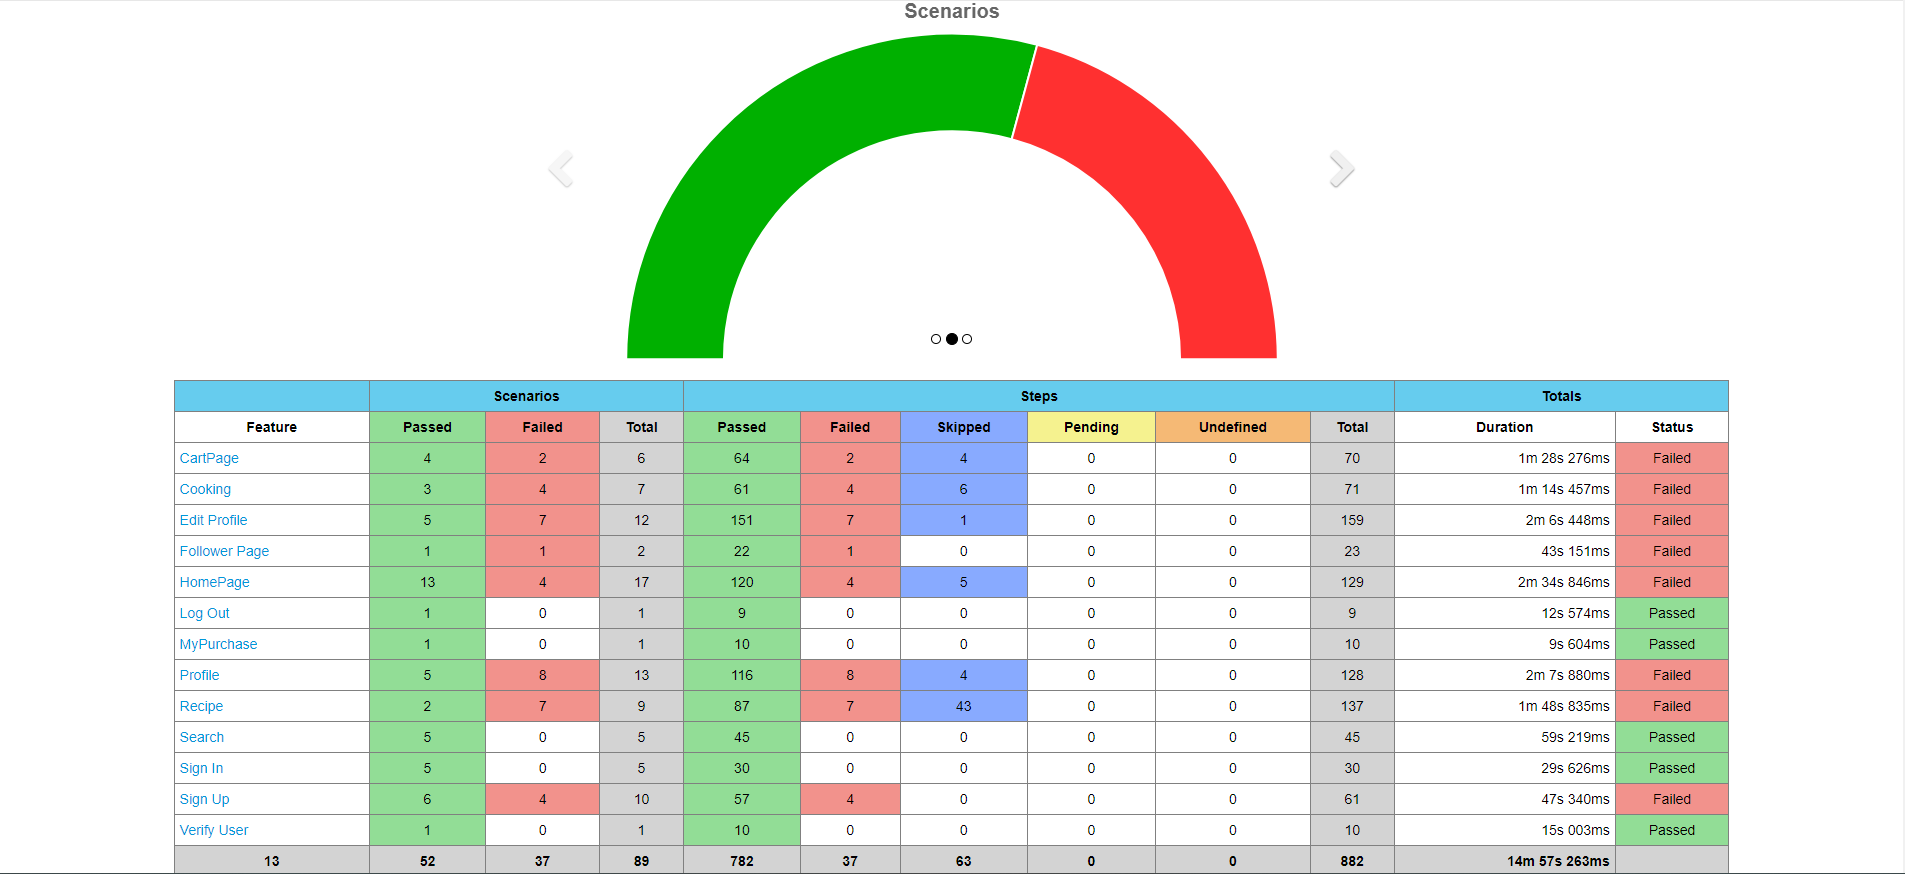 Scenarios
Scenarios Steps Totals
Feature Passed Failed Total Passed Failed Skipped Pending Undefined Total Duration Status
CartPage 4 2 6 64 2 4 0 0 70 1m 28s 276ms Failed
Cooking 3 4 7 61 4 6 0 0 71 1m 14s 457ms Failed
Edit Profile 5 7 12 151 7 1 0 0 159 2m 6s 448ms Failed
Follower Page 1 1 2 22 1 0 0 0 23 43s 151ms Failed
HomePage 13 4 17 120 4 5 0 0 129 2m 34s 846ms Failed
Log Out 1 0 1 9 0 0 0 0 9 12s 574ms Passed
MyPurchase 1 0 1 10 0 0 0 0 10 9s 604ms Passed
Profile 5 8 13 116 8 4 0 0 128 2m 7s 880ms Failed
Recipe 2 7 9 87 7 43 0 0 137 1m 48s 835ms Failed
Search 5 0 5 45 0 0 0 0 45 59s 219ms Passed
Sign In 5 0 5 30 0 0 0 0 30 29s 626ms Passed
Sign Up 6 4 10 57 4 0 0 0 61 47s 340ms Failed
Verify User 1 0 1 10 0 0 0 0 10 15s 003ms Passed
13 52 37 89 782 37 63 0 0 882 14m 57s 263ms